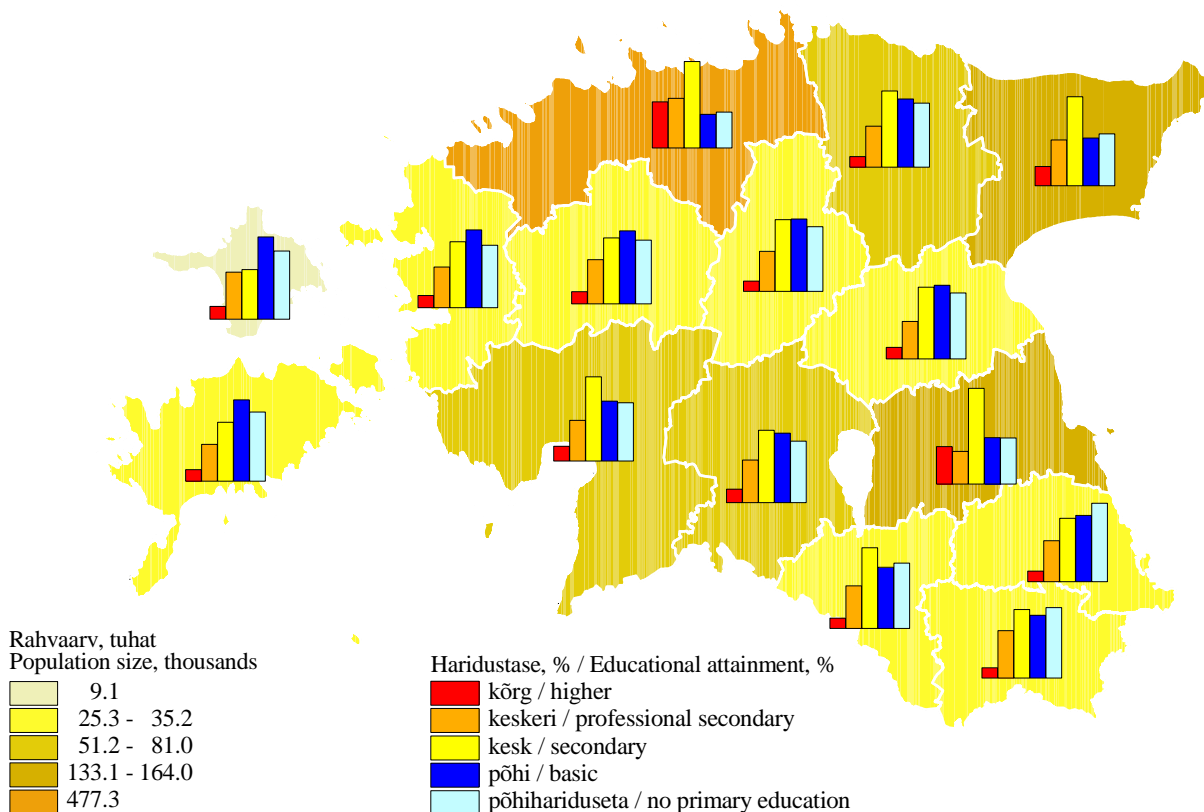 Rahvaarv, tuhat
Population size, thousands
9.1
25.3 - 35.2
51.2 - 81.0
133.1 - 164.0
477.3
Haridustase, % / Educational attainment, %
kõrg / higher
keskeri / professional secondary
kesk / secondary
põhi / basic
põhihariduseta / no primary education